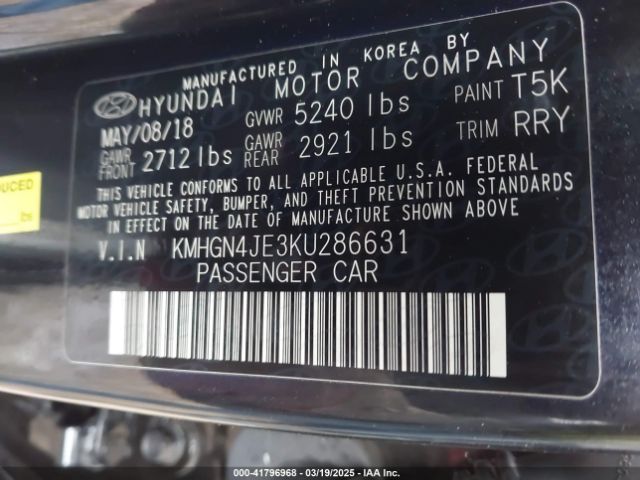 MANUFACTURED IN KOREA BY
HYUNDAI MOTOR COMPANY
MAY/08/18 GVWR 5240 lbs PAINT T5K
GAWR FRONT 2712 lbs GAWR REAR 2921 lbs TRIM RRY
THIS VEHICLE CONFORMS TO ALL APPLICABLE U.S.A. FEDERAL
MOTOR VEHICLE SAFETY, BUMPER, AND THEFT PREVENTION STANDARDS
IN EFFECT ON THE DATE OF MANUFACTURE SHOWN ABOVE.
V.I.N KMHGN4JE3KU286631
PASSENGER CAR
lbs
000-41796968 — 03/19/2025 — IAA Inc.